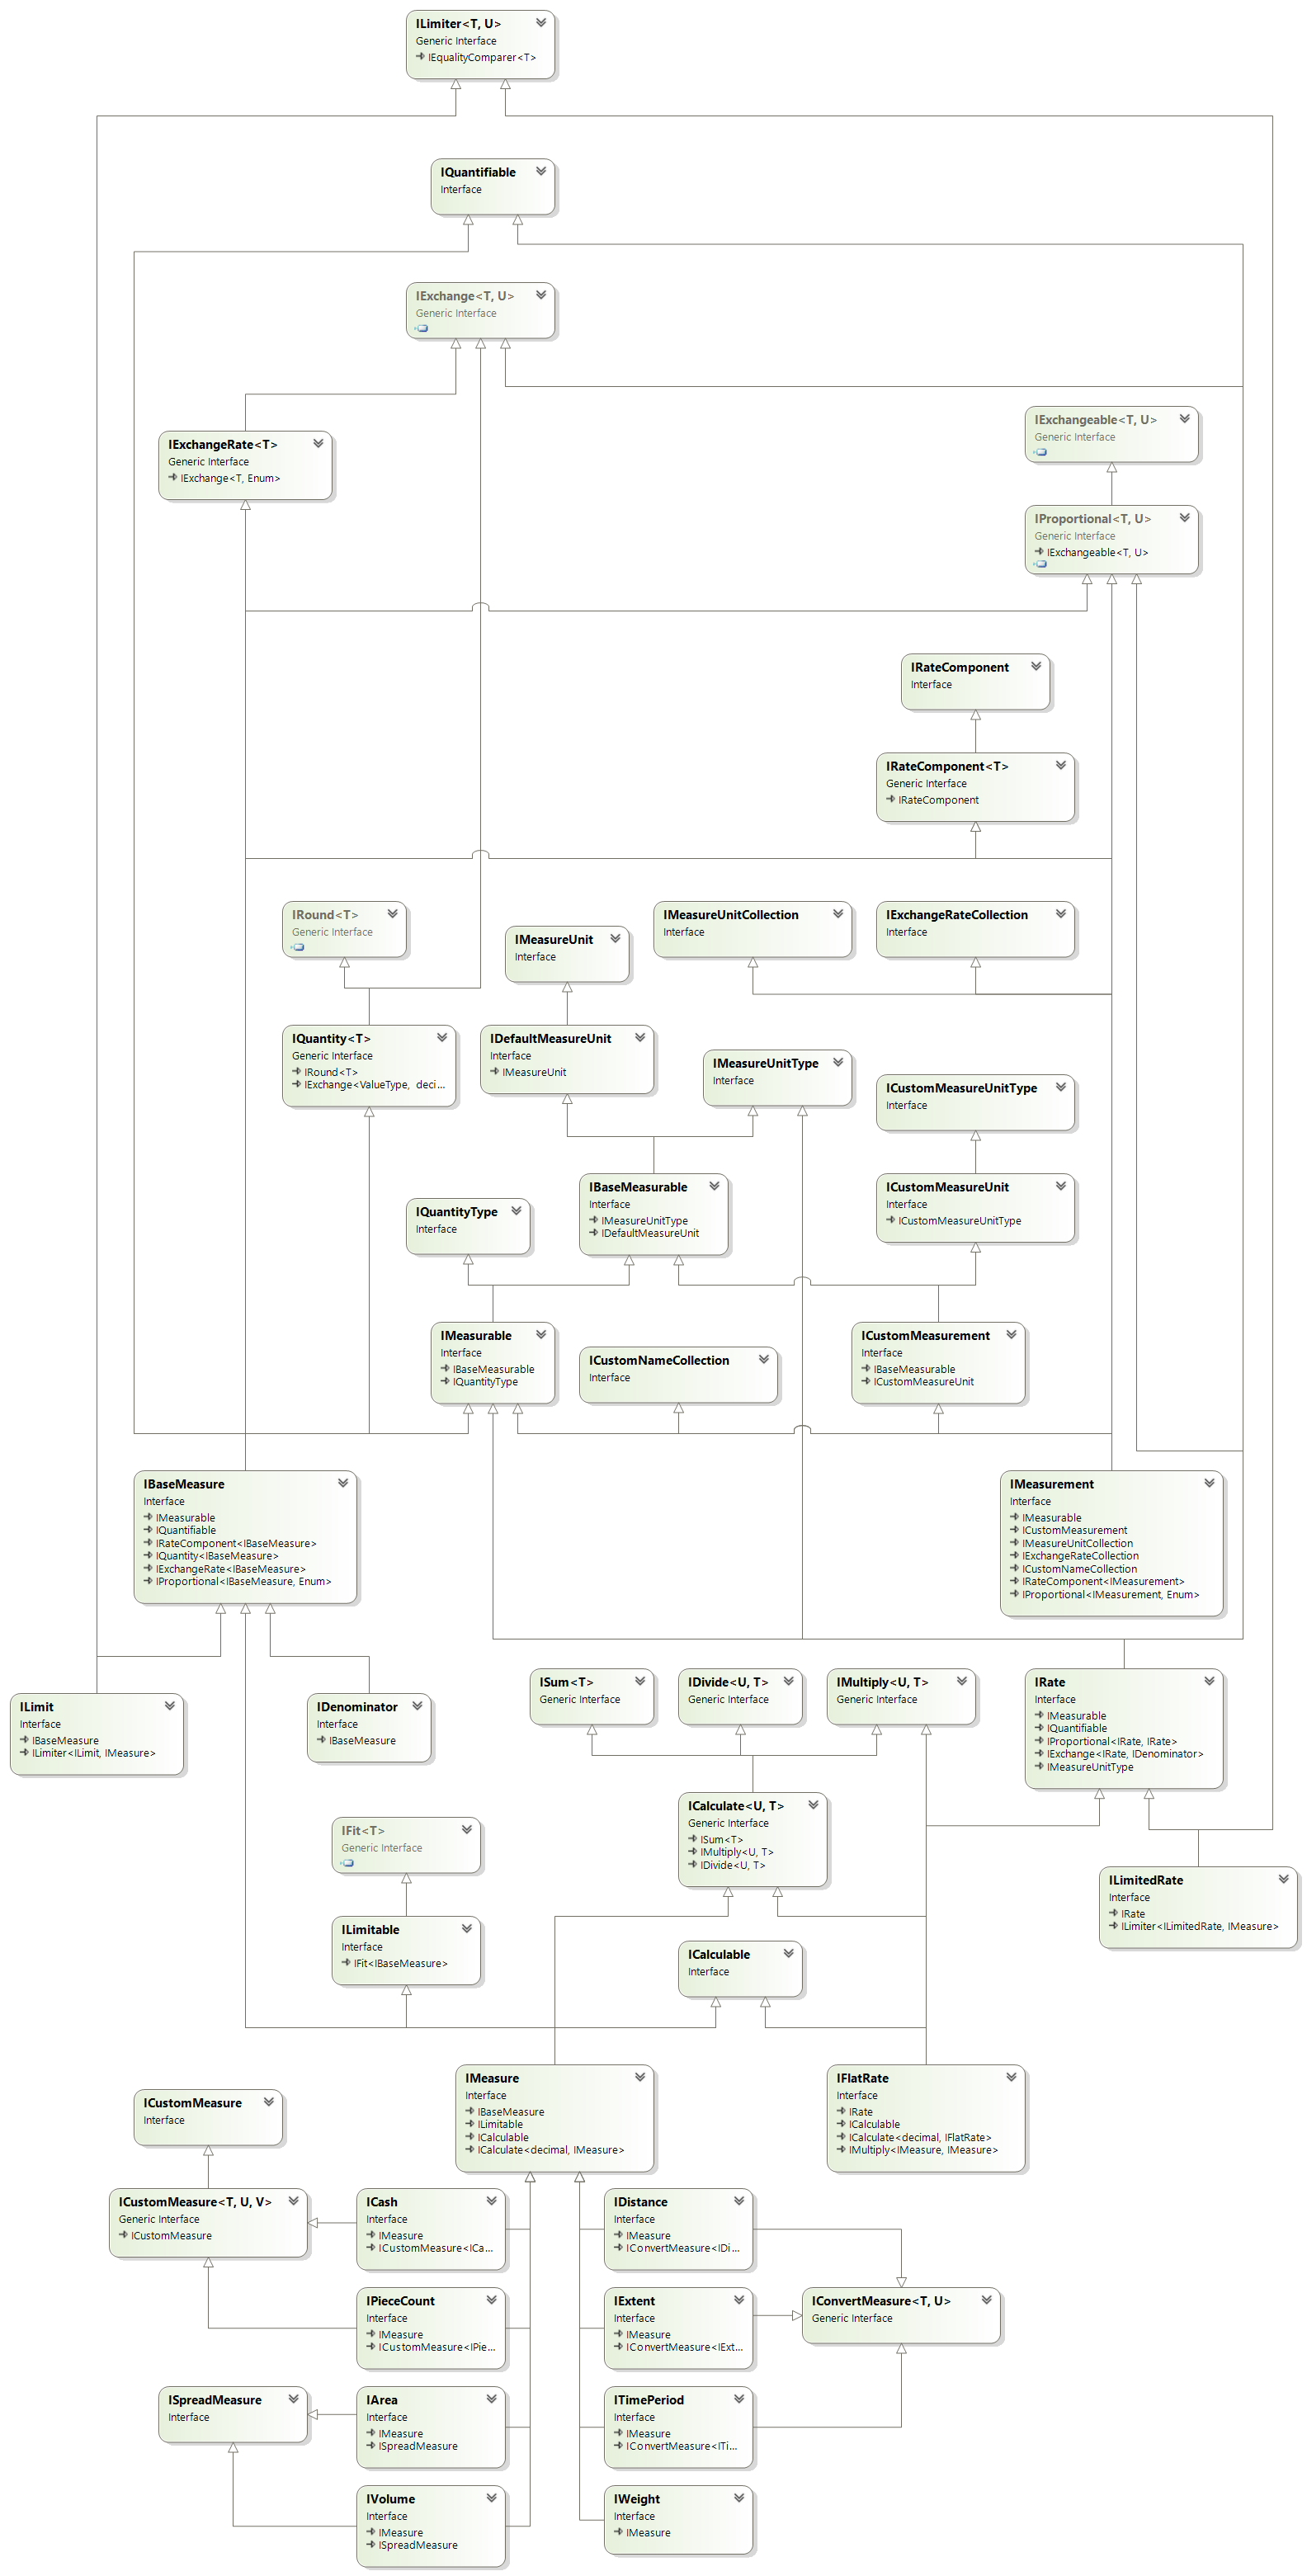 ILimiter<T, U>
Generic Interface
IEqualityComparer<T>
IQuantifiable
Interface
IExchange<T, U>
Generic Interface
IExchangeable<T, U>
Generic Interface
IExchangeRate<T>
Generic Interface
IExchange<T, Enum>
IProportional<T, U>
Generic Interface
IExchangeable<T, U>
IRateComponent
Interface
IRateComponent<T>
Generic Interface
IRateComponent
IRound<T>
Generic Interface
IMeasureUnit
Interface
IMeasureUnitCollection
Interface
IExchangeRateCollection
Interface
IQuantity<T>
Generic Interface
IRound<T>
IExchange<ValueType, deci...
IDefaultMeasureUnit
Interface
IMeasureUnit
IMeasureUnitType
Interface
ICustomMeasureUnitType
Interface
IQuantityType
Interface
IBaseMeasurable
Interface
IMeasureUnitType
IDefaultMeasureUnit
ICustomMeasureUnit
Interface
ICustomMeasureUnitType
IMeasurable
Interface
IBaseMeasurable
IQuantityType
ICustomNameCollection
Interface
ICustomMeasurement
Interface
IBaseMeasurable
ICustomMeasureUnit
IBaseMeasure
Interface
IMeasurable
IQuantifiable
IRateComponent<IBaseMeasure>
IQuantity<IBaseMeasure>
IExchangeRate<IBaseMeasure>
IProportional<IBaseMeasure, Enum>
IMeasurement
Interface
IMeasurable
ICustomMeasurement
IMeasureUnitCollection
IExchangeRateCollection
ICustomNameCollection
IRateComponent<IMeasurement>
IProportional<IMeasurement, Enum>
ILimit
Interface
IBaseMeasure
ILimiter<ILimit, IMeasure>
IDenominator
Interface
IBaseMeasure
ISum<T>
Generic Interface
IDivide<U, T>
Generic Interface
IMultiply<U, T>
Generic Interface
IRate
Interface
IMeasurable
IQuantifiable
IProportional<IRate, IRate>
IExchange<IRate, IDenominator>
IMeasureUnitType
IFit<T>
Generic Interface
ICalculate<U, T>
Generic Interface
ISum<T>
IMultiply<U, T>
IDivide<U, T>
ILimitedRate
Interface
IRate
ILimiter<ILimitedRate, IMeasure>
ILimitable
Interface
IFit<IBaseMeasure>
ICalculable
Interface
IMeasure
Interface
IBaseMeasure
ILimitable
ICalculable
ICalculate<decimal, IMeasure>
IFlatRate
Interface
IRate
ICalculable
ICalculate<decimal, IFlatRate>
IMultiply<IMeasure, IMeasure>
ICustomMeasure
Interface
ICustomMeasure<T, U, V>
Generic Interface
ICustomMeasure
ICash
Interface
IMeasure
ICustomMeasure<ICa...
IDistance
Interface
IMeasure
IConvertMeasure<IDi...
IPieceCount
Interface
IMeasure
ICustomMeasure<IPie...
IExtent
Interface
IMeasure
IConvertMeasure<IExt...
IConvertMeasure<T, U>
Generic Interface
ISpreadMeasure
Interface
IArea
Interface
IMeasure
ISpreadMeasure
ITimePeriod
Interface
IMeasure
IConvertMeasure<ITi...
IVolume
Interface
IMeasure
ISpreadMeasure
IWeight
Interface
IMeasure